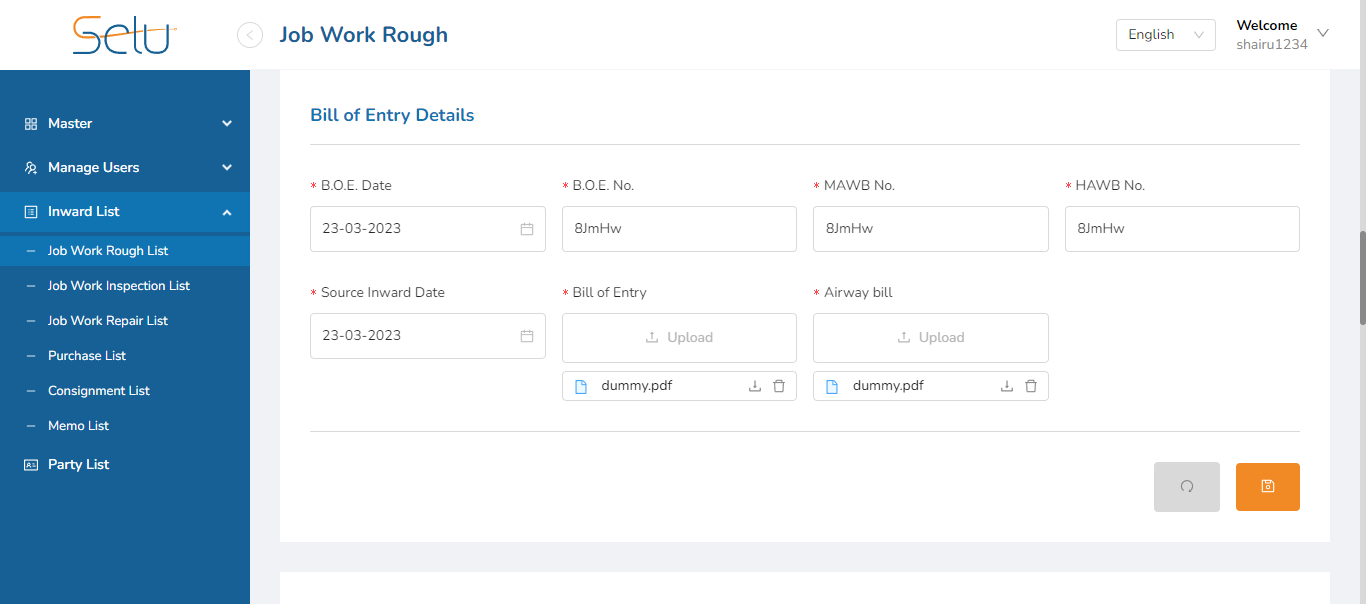 Selu
Job Work Rough
English
Welcome
shairu1234
Master
Manage Users
Inward List
Job Work Rough List
Job Work Inspection List
Job Work Repair List
Purchase List
Consignment List
Memo List
Party List
Bill of Entry Details
* B.O.E. Date
* B.O.E. No.
* MAWB No.
* HAWB No.
23-03-2023
8JmHw
8JmHw
8JmHw
* Source Inward Date
* Bill of Entry
* Airway bill
23-03-2023
Upload
Upload
dummy.pdf
dummy.pdf